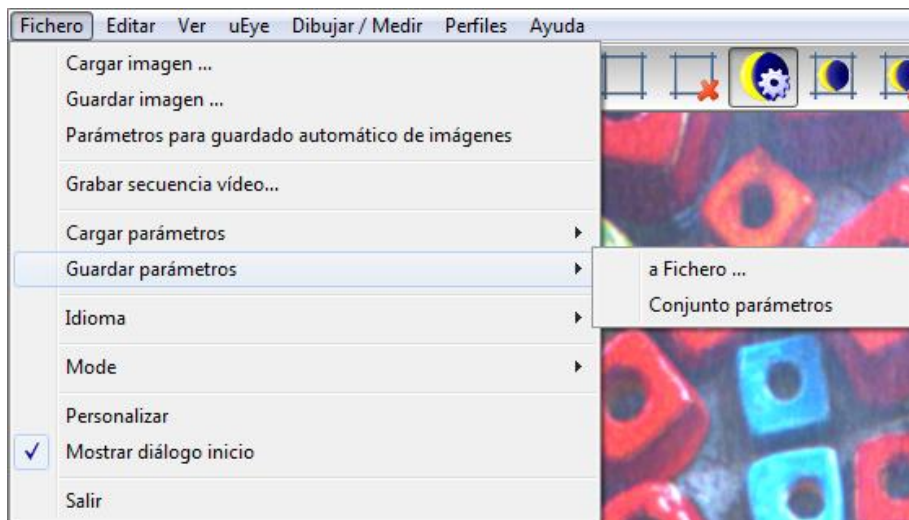 Fichero Editar Ver uEye Dibujar / Medir Perfiles Ayuda
Cargar imagen ...
Guardar imagen ...
Parámetros para guardado automático de imágenes
Grabar secuencia vídeo...
Cargar parámetros
Guardar parámetros
a Fichero ...
Conjunto parámetros
Idioma
Mode
Personalizar
Mostrar diálogo inicio
Salir